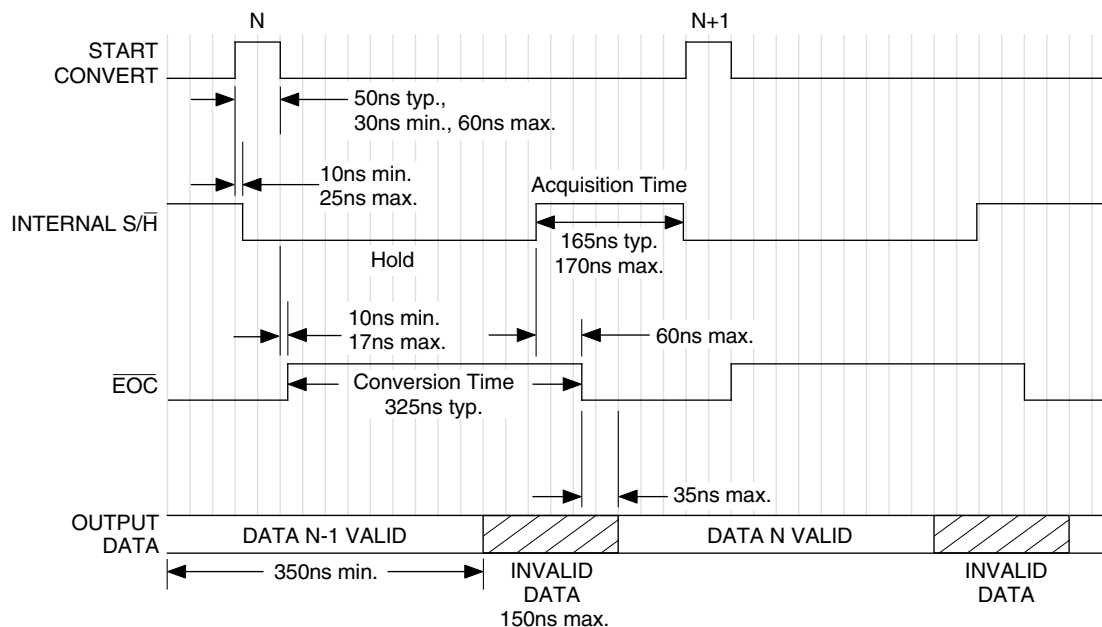 N
N+1
START
CONVERT
50ns typ.,
30ns min., 60ns max.
10ns min.
25ns max.
Acquisition Time
INTERNAL S/H̅
165ns typ.
170ns max.
Hold
10ns min.
17ns max.
60ns max.
E̅O̅C̅
Conversion Time
325ns typ.
35ns max.
OUTPUT
DATA
DATA N-1 VALID
DATA N VALID
350ns min.
INVALID
DATA
150ns max.
INVALID
DATA